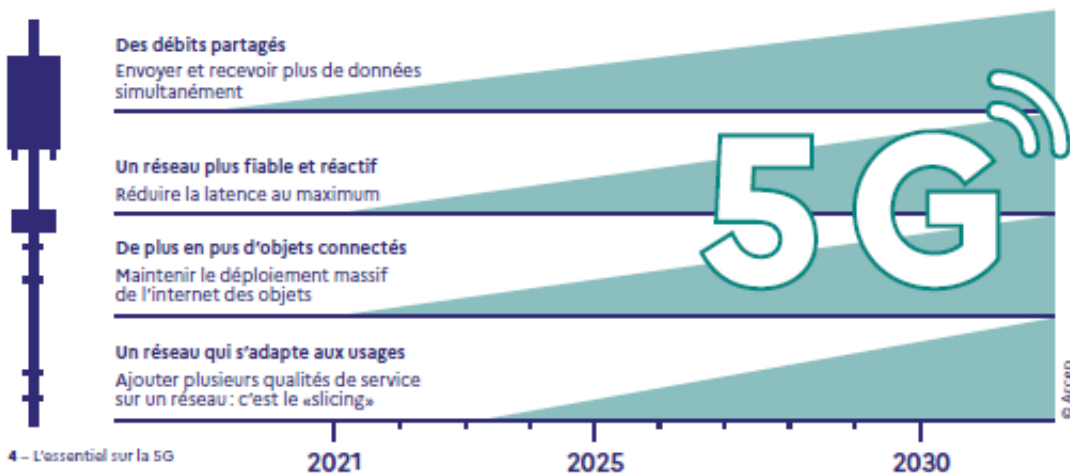 Des débits partagés
Envoyer et recevoir plus de données
simultanément
Un réseau plus fiable et réactif
Réduire la latence au maximum
5G
De plus en pus d'objets connectés
Maintenir le déploiement massif
de l'internet des objets
Un réseau qui s'adapte aux usages
Ajouter plusieurs qualités de service
sur un réseau : c'est le «slicing»
© Arcep
4 – L'essentiel sur la 5G
2021
2025
2030